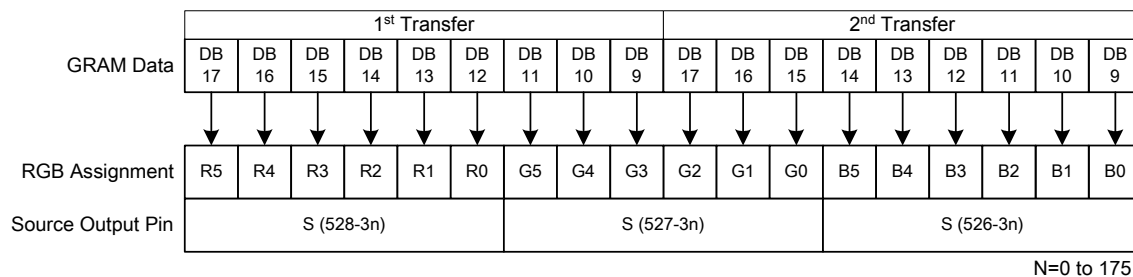 1st Transfer 2nd Transfer
GRAM Data DB 17 DB 16 DB 15 DB 14 DB 13 DB 12 DB 11 DB 10 DB 9 DB 17 DB 16 DB 15 DB 14 DB 13 DB 12 DB 11 DB 10 DB 9
RGB Assignment R5 R4 R3 R2 R1 R0 G5 G4 G3 G2 G1 G0 B5 B4 B3 B2 B1 B0
Source Output Pin S (528-3n) S (527-3n) S (526-3n)
N=0 to 175